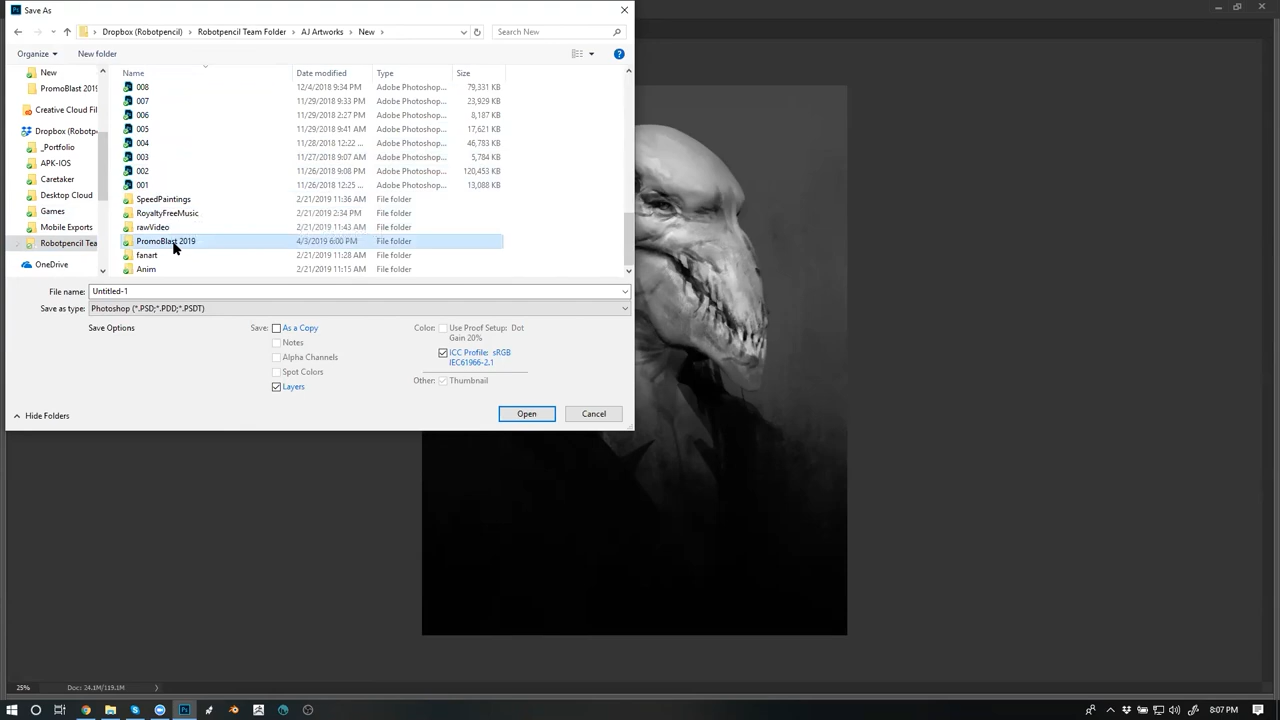 Save As
Dropbox (Robotpencil) > Robotpencil Team Folder > AJ Artworks > New >
Search New
Organize
New folder
Name Date modified Type Size
New
PromoBlast 2019
Creative Cloud Fil
Dropbox (Robotp
_Portfolio
APK-IOS
Caretaker
Desktop Cloud
Games
Mobile Exports
Robotpencil Tea
OneDrive
008 12/4/2018 9:34 PM Adobe Photoshop... 79,331 KB
007 11/29/2018 9:33 PM Adobe Photoshop... 23,929 KB
006 11/29/2018 2:27 PM Adobe Photoshop... 8,187 KB
005 11/29/2018 9:41 AM Adobe Photoshop... 17,621 KB
004 11/28/2018 12:22 ... Adobe Photoshop... 46,783 KB
003 11/27/2018 9:07 AM Adobe Photoshop... 5,784 KB
002 11/26/2018 9:08 PM Adobe Photoshop... 120,453 KB
001 11/26/2018 12:25 ... Adobe Photoshop... 13,088 KB
SpeedPaintings 2/21/2019 11:36 AM File folder
RoyaltyFreeMusic 2/21/2019 2:34 PM File folder
rawVideo 2/21/2019 11:43 AM File folder
PromoBlast 2019 4/3/2019 6:00 PM File folder
fanart 2/21/2019 11:28 AM File folder
Anim 2/21/2019 11:15 AM File folder
File name: Untitled-1
Save as type: Photoshop (*.PSD;*.PDD;*.PSDT)
Save Options
Save: As a Copy
Notes
Alpha Channels
Spot Colors
Layers
Color: Use Proof Setup: Dot
Gain 20%
ICC Profile: sRGB
IEC61966-2.1
Other: Thumbnail
Hide Folders
Open
Cancel
25% Doc: 24.1M/119.1M
8:07 PM